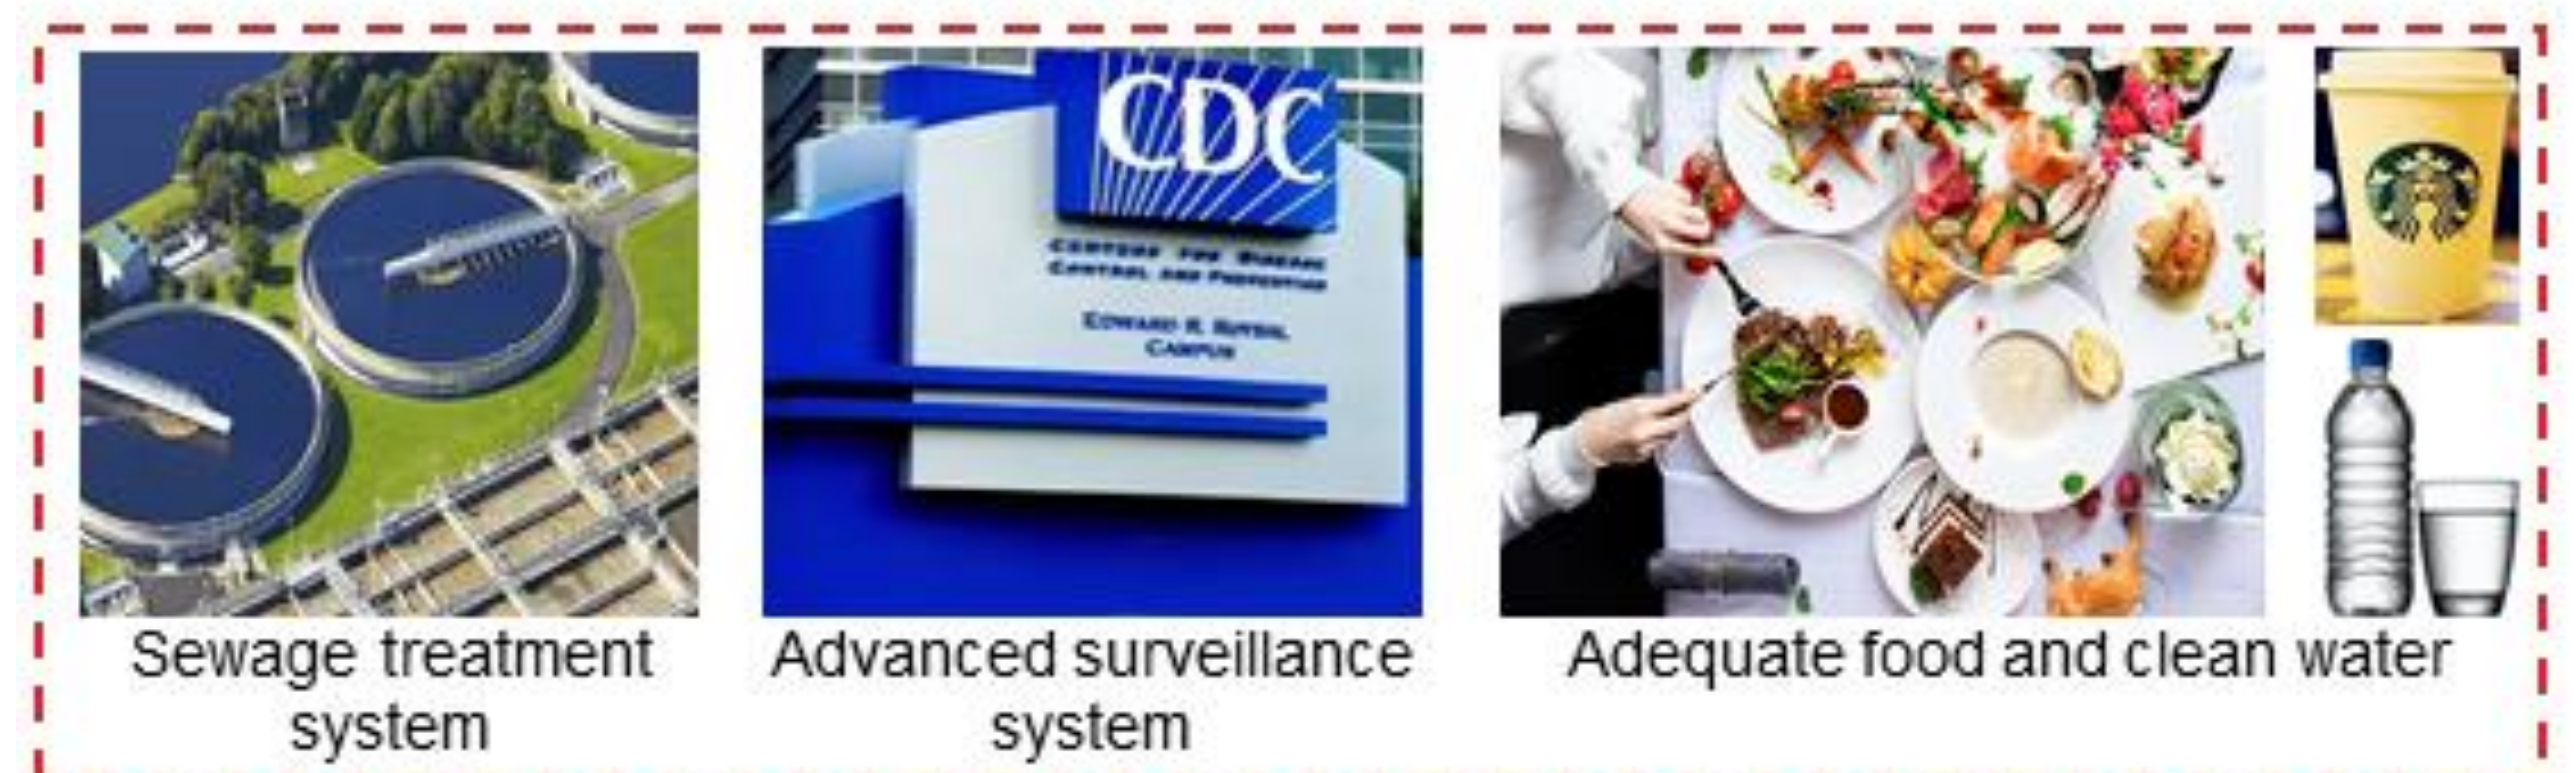 CDC
CENTERS FOR DISEASE
CONTROL AND PREVENTION
EDWARD R. ROYBAL
CAMPUS
Sewage treatment
system
Advanced surveillance
system
Adequate food and clean water